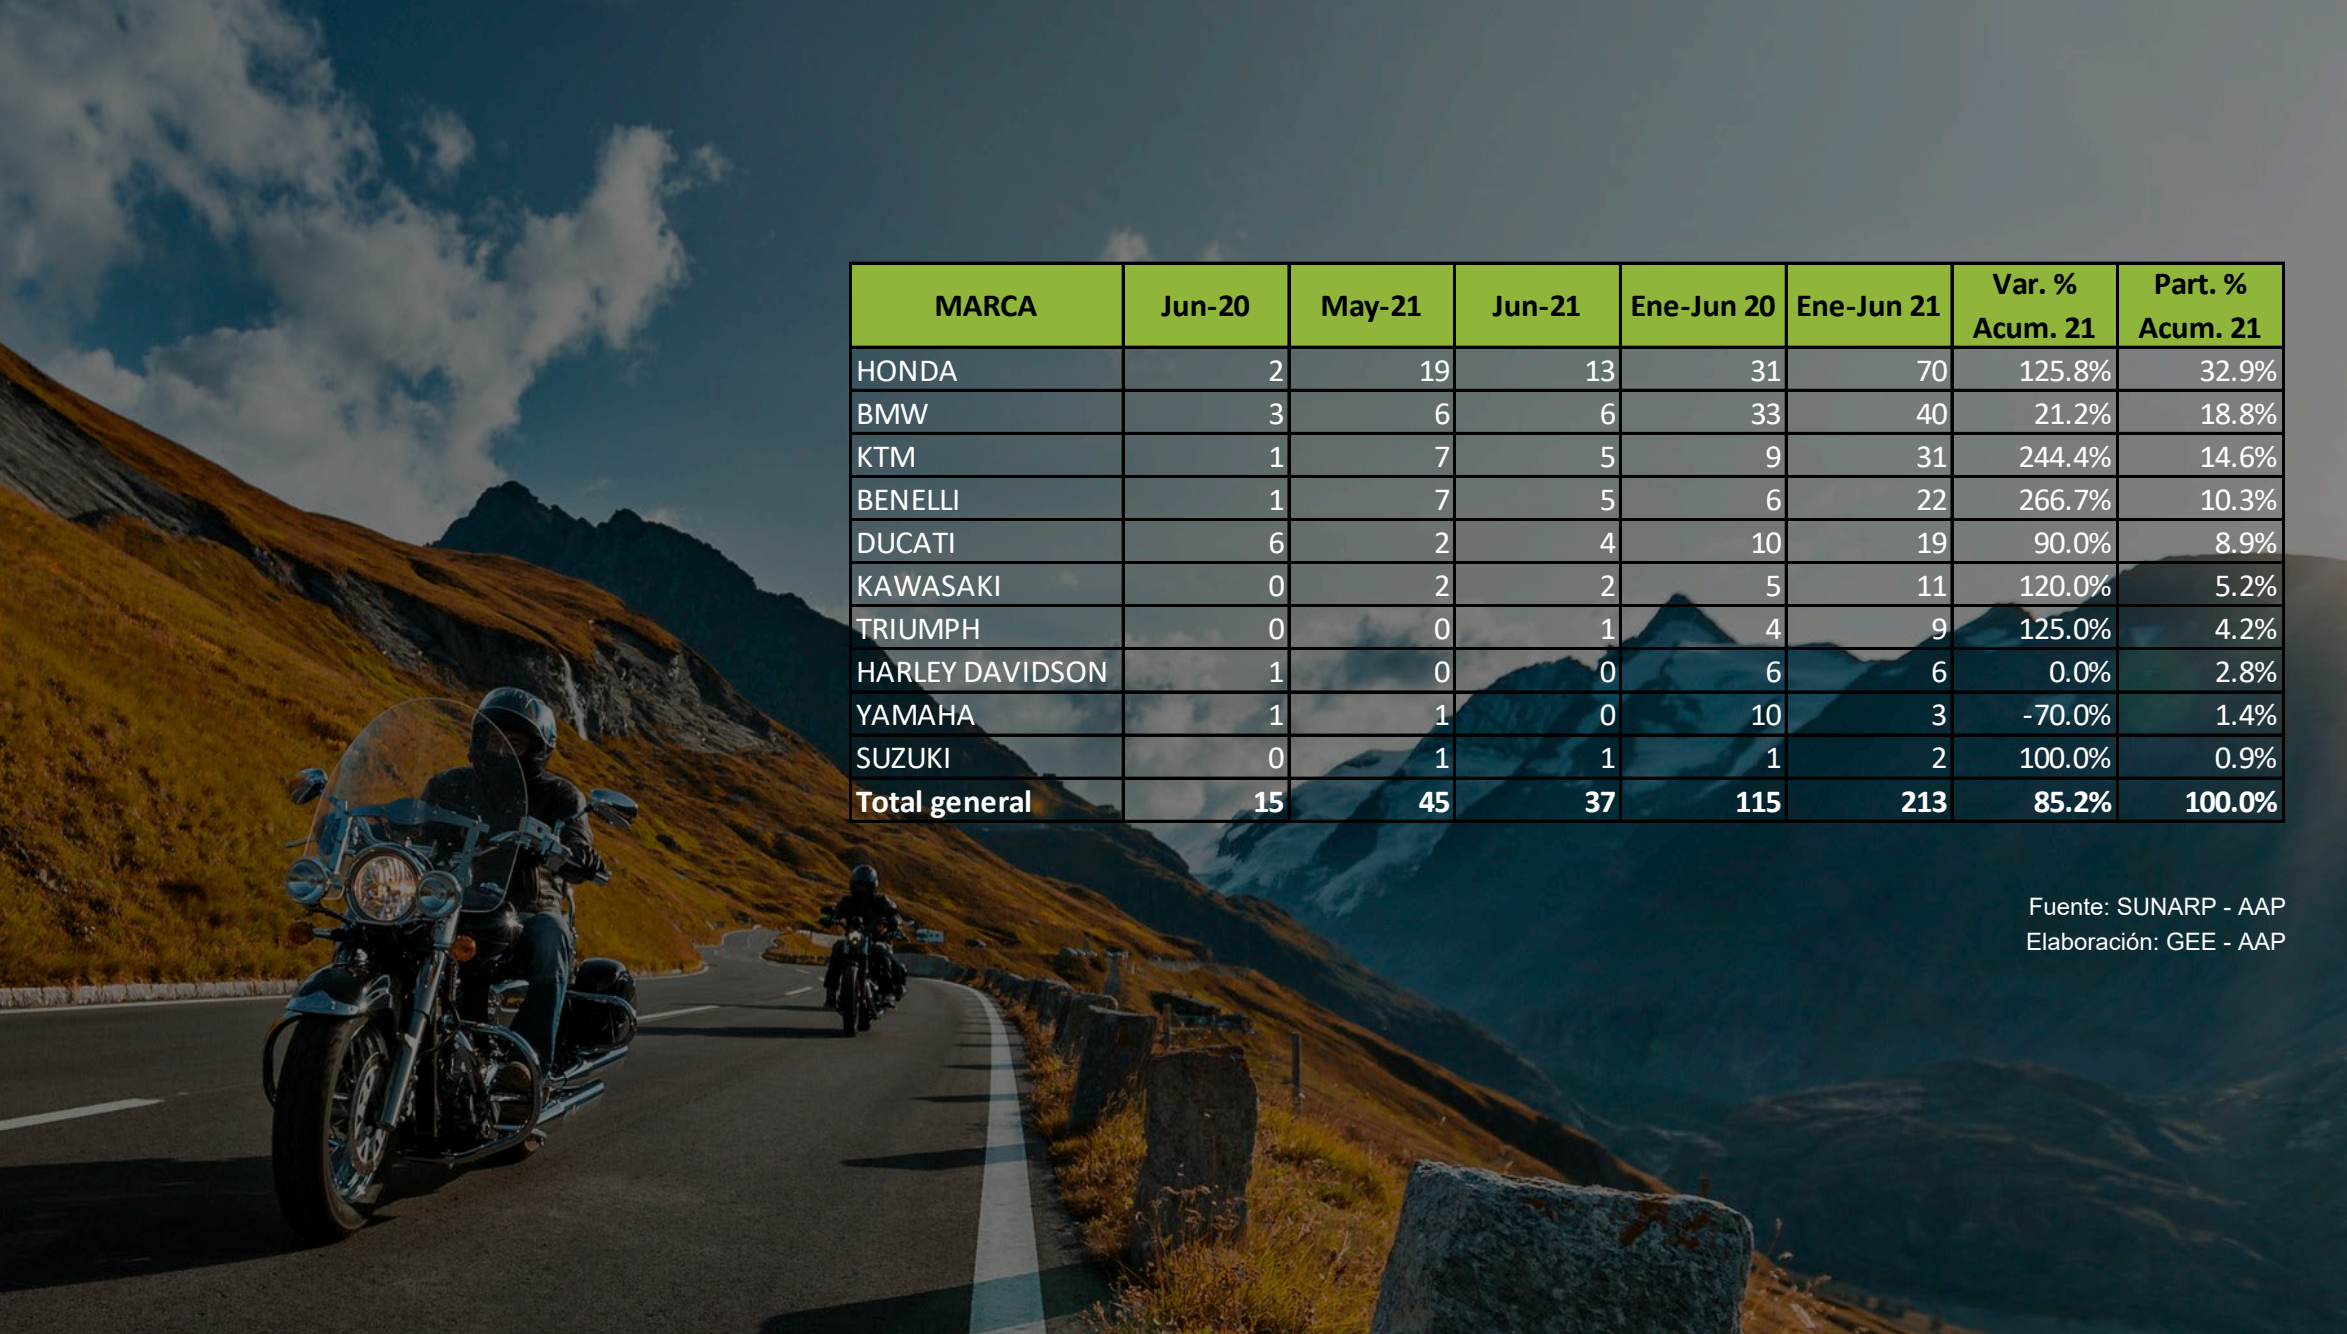 MARCA Jun-20 May-21 Jun-21 Ene-Jun 20 Ene-Jun 21 Var. % Acum. 21 Part. % Acum. 21
HONDA 2 19 13 31 70 125.8% 32.9%
BMW 3 6 6 33 40 21.2% 18.8%
KTM 1 7 5 9 31 244.4% 14.6%
BENELLI 1 7 5 6 22 266.7% 10.3%
DUCATI 6 2 4 10 19 90.0% 8.9%
KAWASAKI 0 2 2 5 11 120.0% 5.2%
TRIUMPH 0 0 1 4 9 125.0% 4.2%
HARLEY DAVIDSON 1 0 0 6 6 0.0% 2.8%
YAMAHA 1 1 0 10 3 -70.0% 1.4%
SUZUKI 0 1 1 1 2 100.0% 0.9%
Total general 15 45 37 115 213 85.2% 100.0%
Fuente: SUNARP - AAP
Elaboración: GEE - AAP